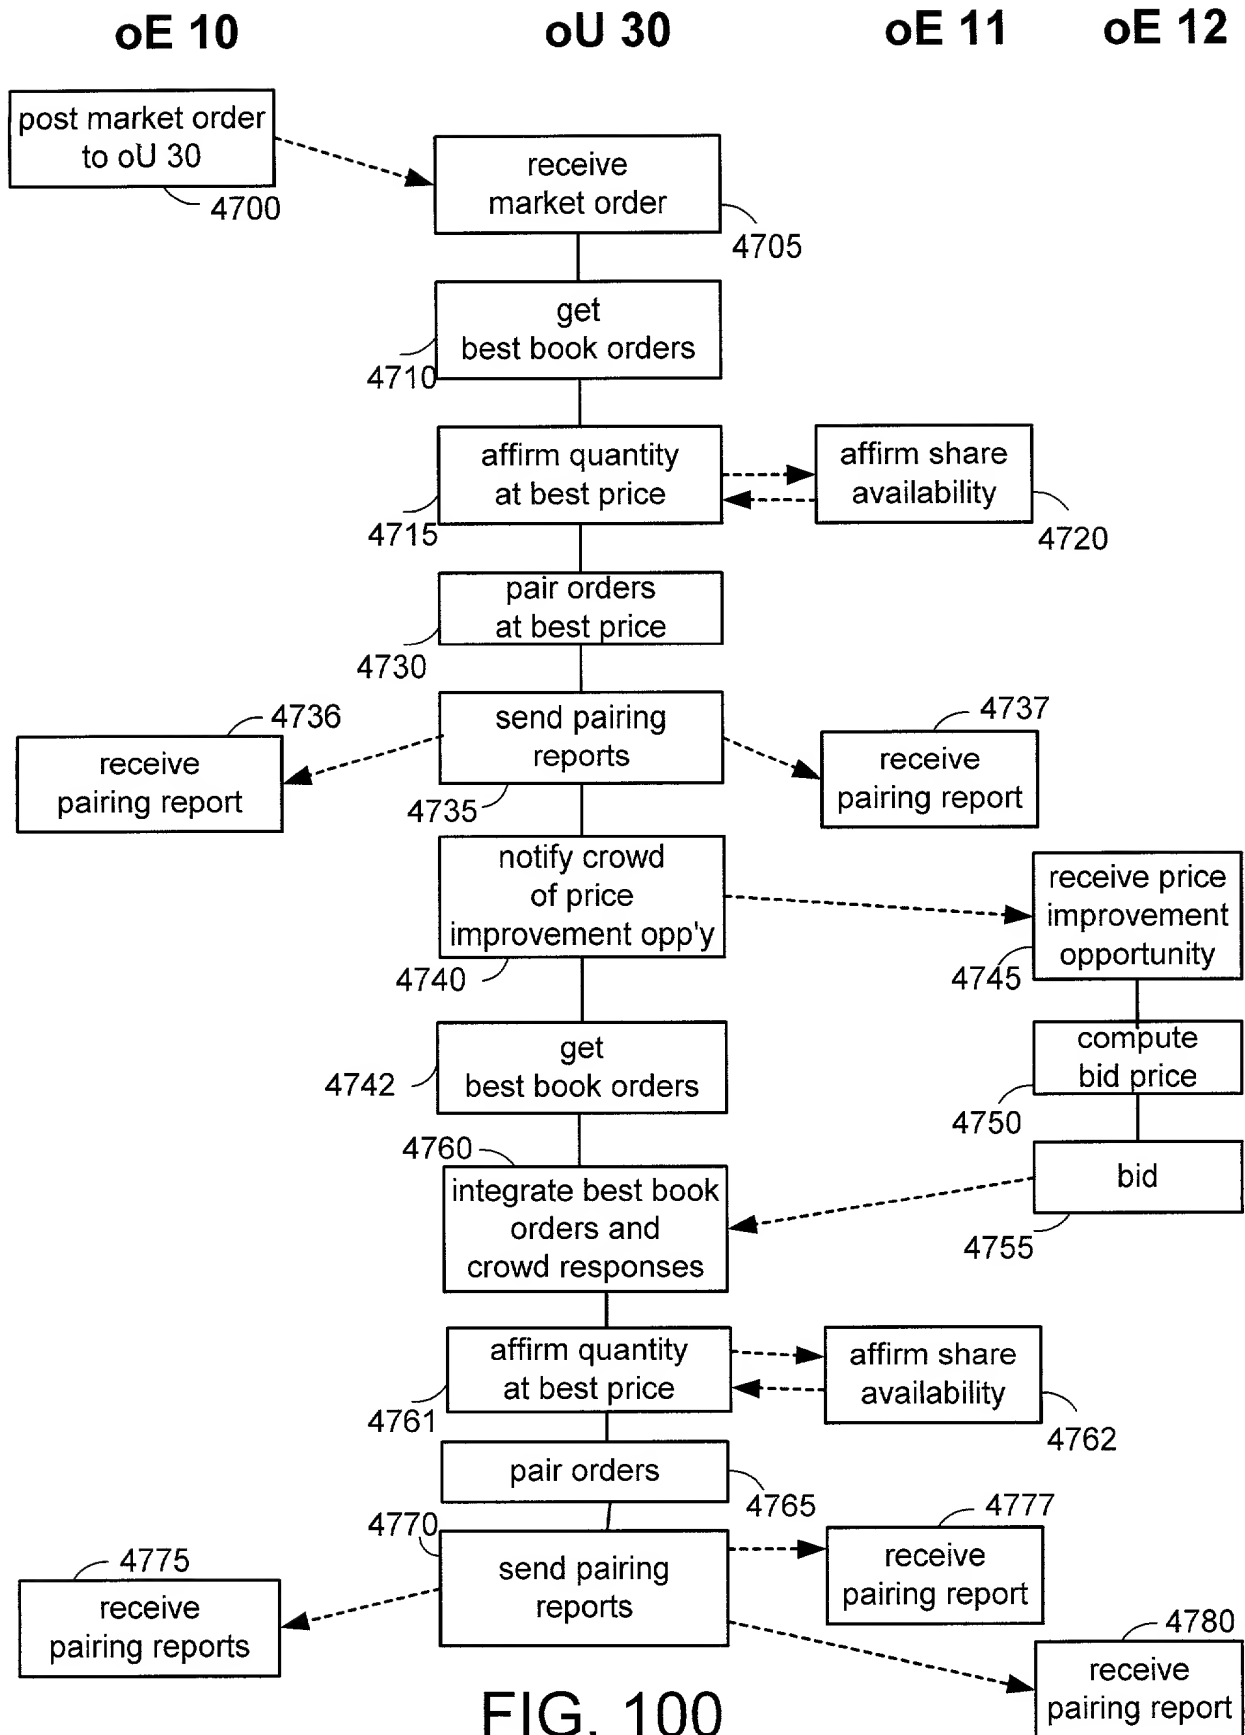 oE 10
oU 30
oE 11
oE 12
post market order
to oU 30
4700
receive
market order
4705
get
best book orders
4710
affirm quantity
at best price
4715
affirm share
availability
4720
pair orders
at best price
4730
send pairing
reports
4735
4736
receive
pairing report
4737
receive
pairing report
notify crowd
of price
improvement opp'y
4740
receive price
improvement
opportunity
4745
get
best book orders
4742
compute
bid price
4750
4760
integrate best book
orders and
crowd responses
bid
4755
affirm quantity
at best price
4761
affirm share
availability
4762
pair orders
4765
4770
send pairing
reports
4777
receive
pairing report
4775
receive
pairing reports
4780
receive
pairing report
FIG. 100